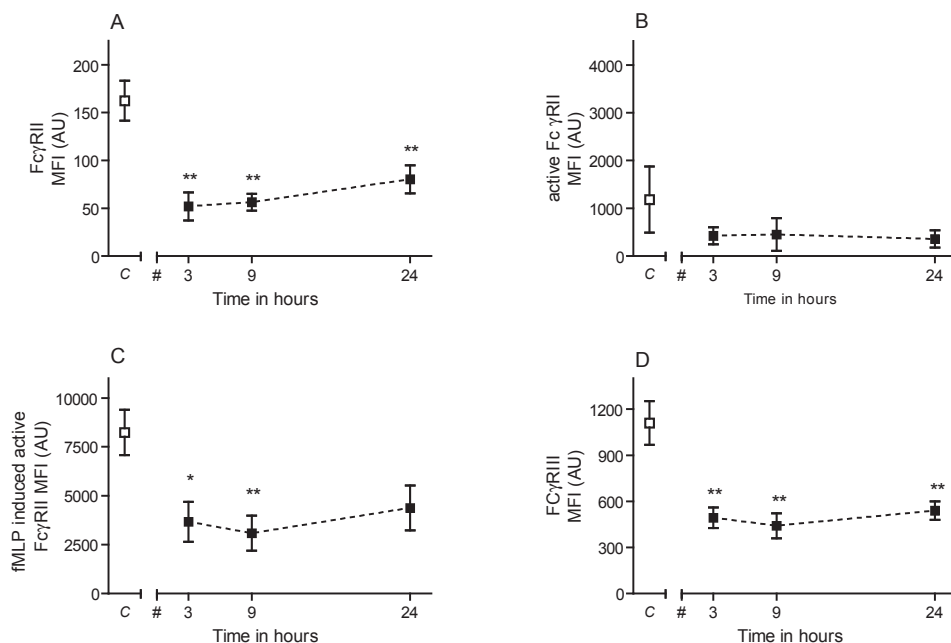 A
FcγRII
MFI (AU)
200
150
100
50
0
**
**
**
C
#
3
9
24
Time in hours
B
active Fc γRII
MFI (AU)
4000
3000
2000
1000
0
C
#
3
9
24
Time in hours
C
fMLP induced active
FcγRII MFI (AU)
10000
7500
5000
2500
0
*
**
C
#
3
9
24
Time in hours
D
FCγRIII
MFI (AU)
1200
900
600
300
0
**
**
**
C
#
3
9
24
Time in hours